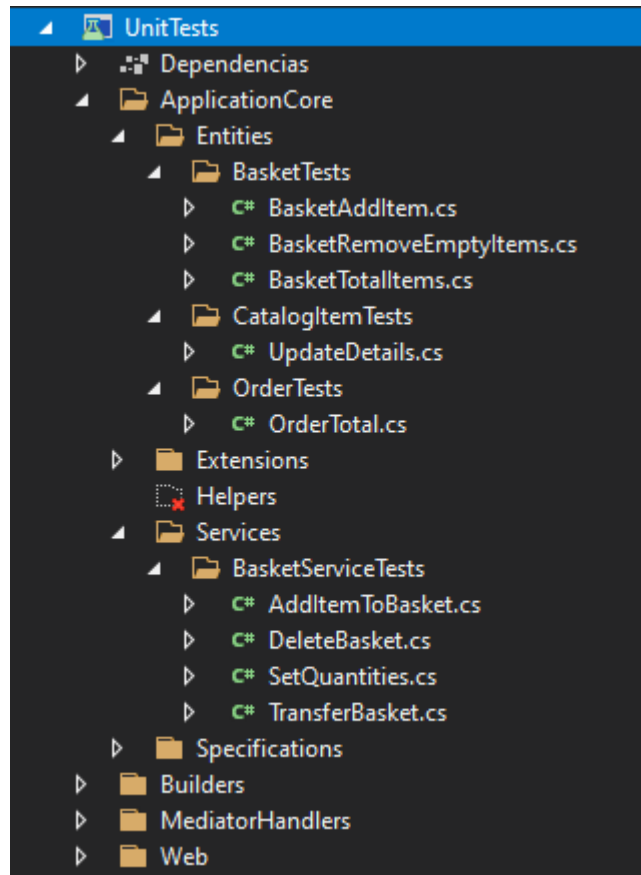 UnitTests
Dependencias
ApplicationCore
Entities
BasketTests
C# BasketAddItem.cs
C# BasketRemoveEmptyItems.cs
C# BasketTotalItems.cs
CatalogItemTests
C# UpdateDetails.cs
OrderTests
C# OrderTotal.cs
Extensions
Helpers
Services
BasketServiceTests
C# AddItemToBasket.cs
C# DeleteBasket.cs
C# SetQuantities.cs
C# TransferBasket.cs
Specifications
Builders
MediatorHandlers
Web